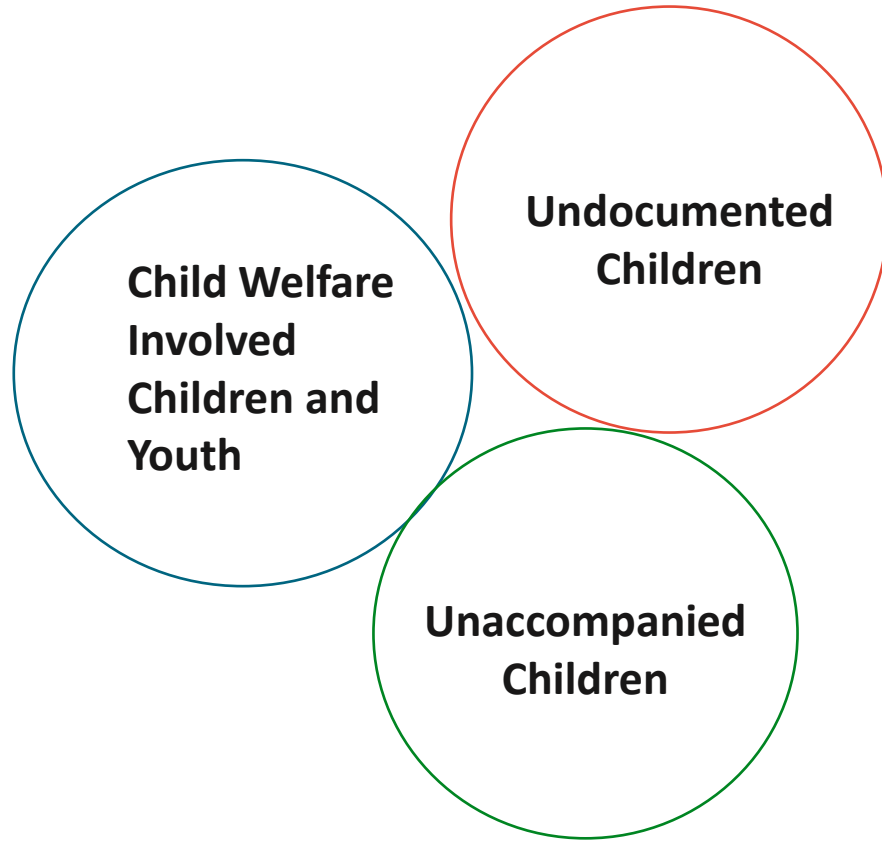 Undocumented
Children
Child Welfare
Involved
Children and
Youth
Unaccompanied
Children